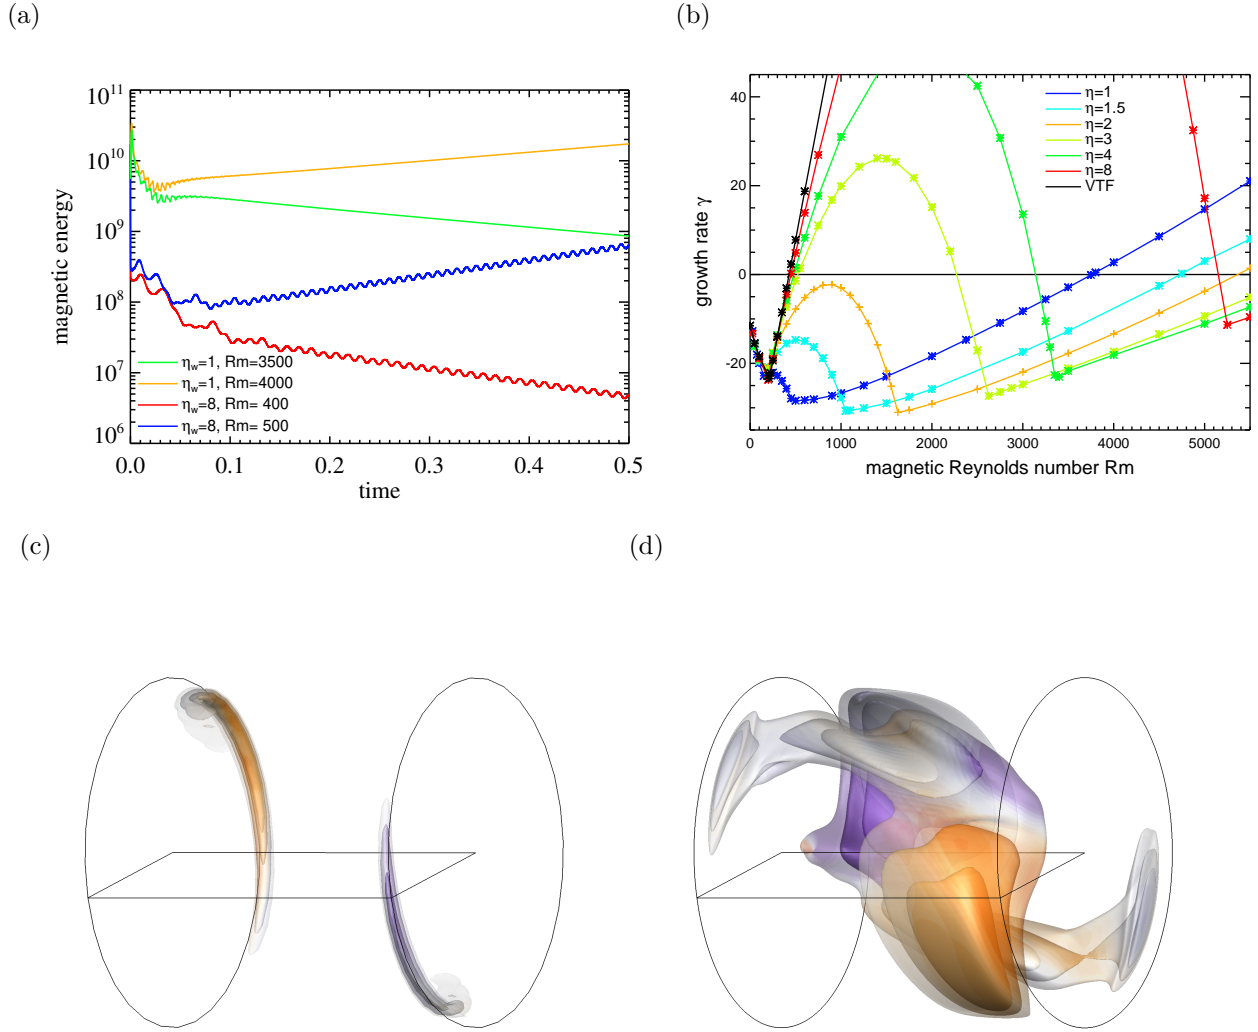 (a)
magnetic energy
10^11
10^10
10^9
10^8
10^7
10^6
η_w=1, Rm=3500
η_w=1, Rm=4000
η_w=8, Rm= 400
η_w=8, Rm= 500
0.0 0.1 0.2 0.3 0.4 0.5
time
(b)
growth rate γ
40
20
0
-20
η=1
η=1.5
η=2
η=3
η=4
η=8
VTF
0 1000 2000 3000 4000 5000
magnetic Reynolds number Rm
(c)
(d)